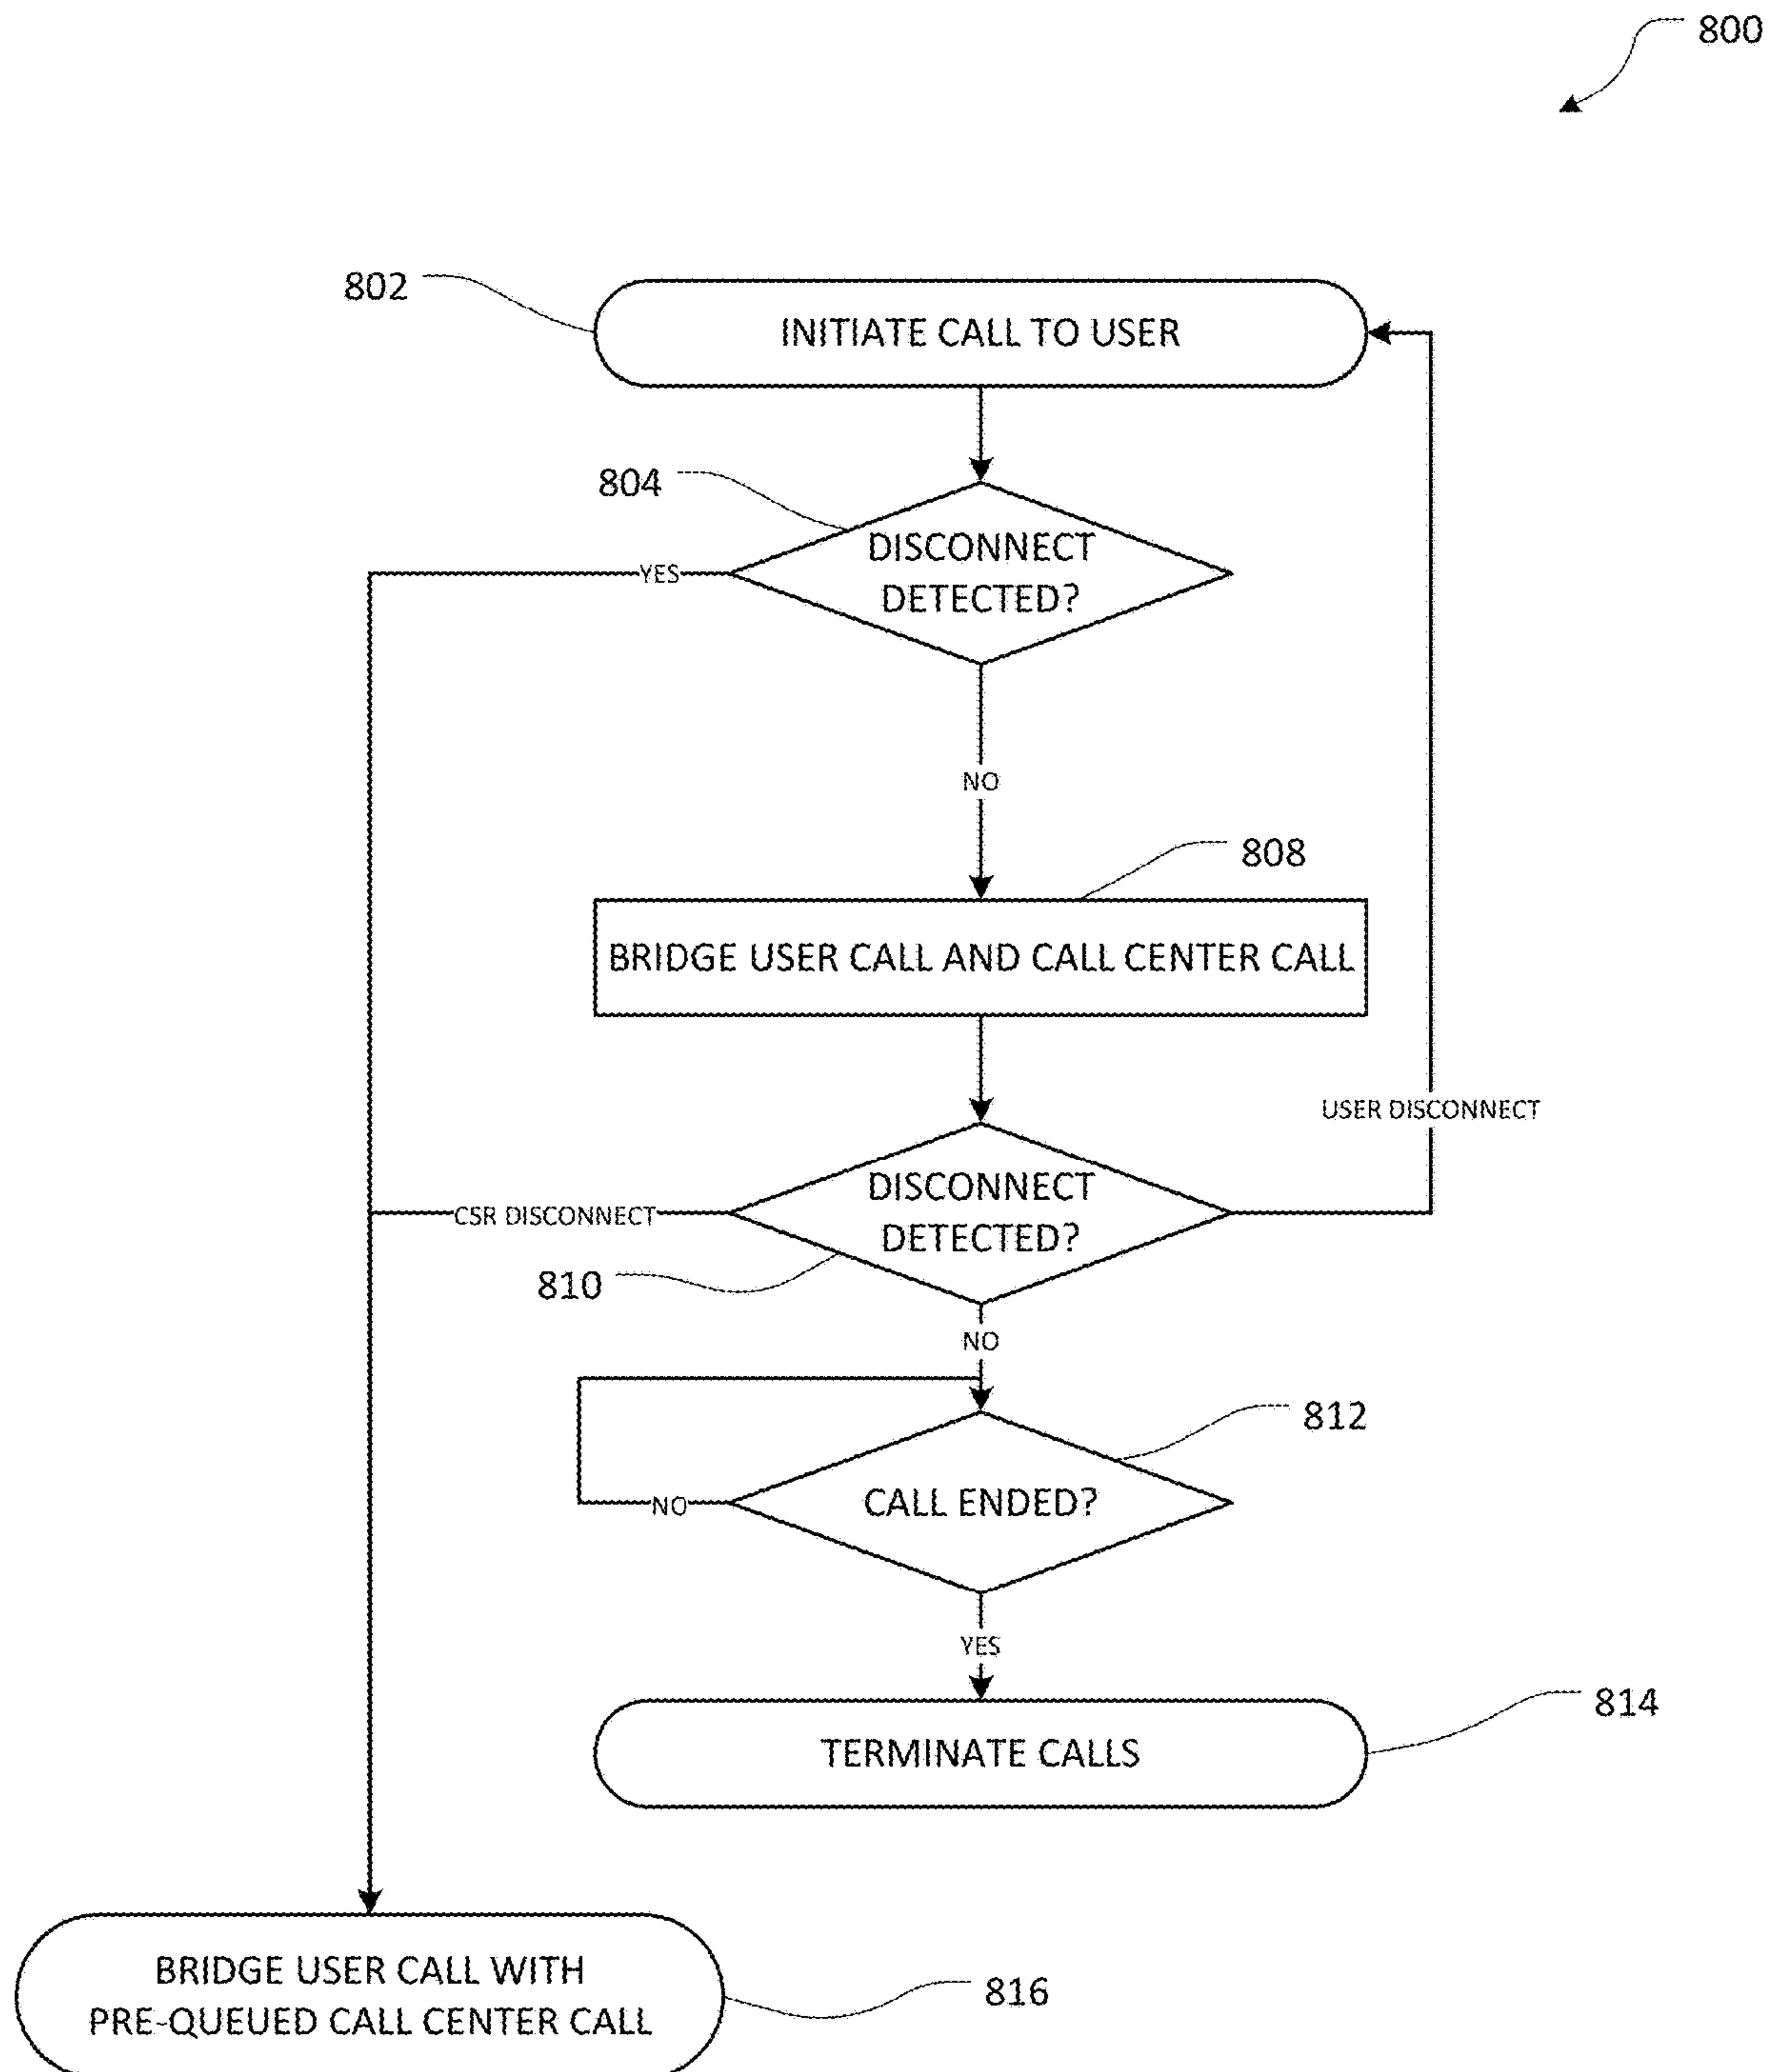 800
802
INITIATE CALL TO USER
804
DISCONNECT
DETECTED?
YES
NO
808
BRIDGE USER CALL AND CALL CENTER CALL
USER DISCONNECT
DISCONNECT
DETECTED?
CSR DISCONNECT
810
NO
812
CALL ENDED?
NO
YES
814
TERMINATE CALLS
BRIDGE USER CALL WITH
PRE-QUEUED CALL CENTER CALL
816